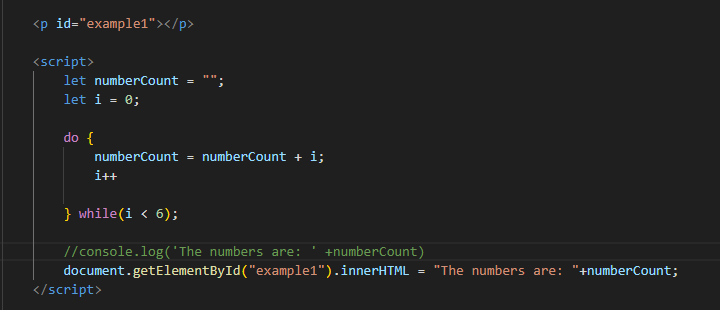 <p id="example1"></p>
<script>
let numberCount = "";
let i = 0;
do {
numberCount = numberCount + i;
i++
} while(i < 6);
//console.log('The numbers are: ' +numberCount)
document.getElementById("example1").innerHTML = "The numbers are: "+numberCount;
</script>